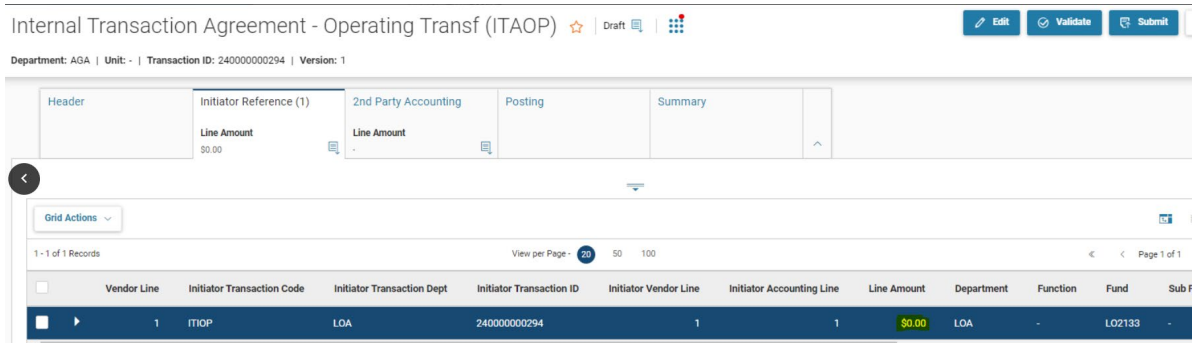 Internal Transaction Agreement - Operating Transf (ITAOP) Draft Edit Validate Submit
Department: AGA | Unit: - | Transaction ID: 240000000294 | Version: 1
Header Initiator Reference (1) 2nd Party Accounting Posting Summary
Line Amount Line Amount
$0.00 -
Grid Actions
1 - 1 of 1 Records View per Page - 20 50 100 Page 1 of 1
Vendor Line Initiator Transaction Code Initiator Transaction Dept Initiator Transaction ID Initiator Vendor Line Initiator Accounting Line Line Amount Department Function Fund Sub F
1 ITIOP LOA 240000000294 1 1 $0.00 LOA - LO2133 -